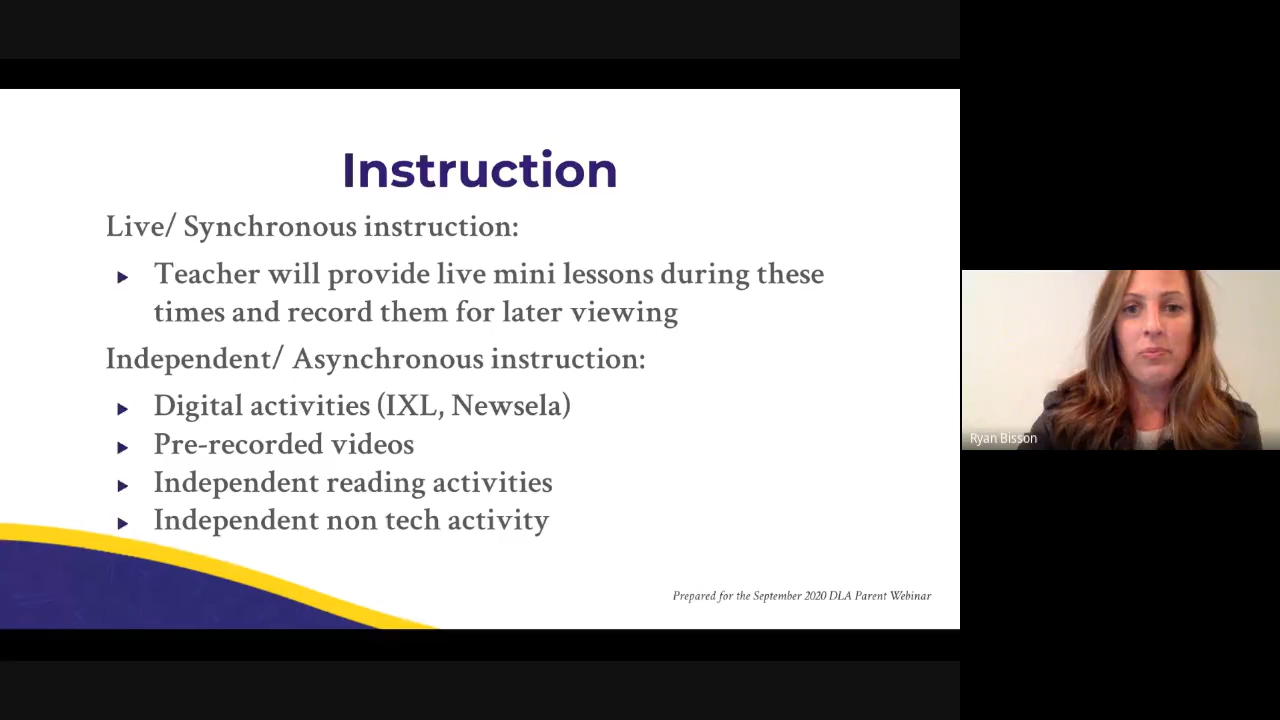 Instruction
Live/ Synchronous instruction:
Teacher will provide live mini lessons during these
times and record them for later viewing
Independent/ Asynchronous instruction:
Digital activities (IXL, Newsela)
Pre-recorded videos
Independent reading activities
Independent non tech activity
Prepared for the September 2020 DLA Parent Webinar
Ryan Bisson